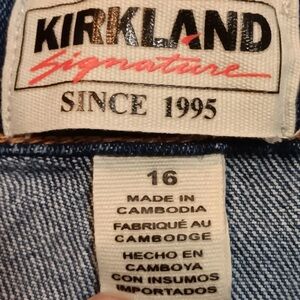 KIRKLAND
Signature
SINCE 1995
16
MADE IN
CAMBODIA
FABRIQUÉ AU
CAMBODGE
HECHO EN
CAMBOYA
CON INSUMOS
IMPORTADOS